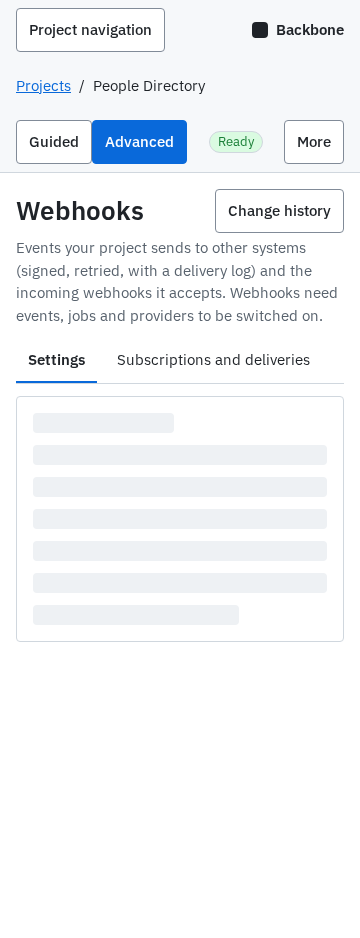 Project navigation
Backbone
Projects / People Directory
Guided
Advanced
Ready
More
Webhooks
Change history
Events your project sends to other systems
(signed, retried, with a delivery log) and the
incoming webhooks it accepts. Webhooks need
events, jobs and providers to be switched on.
Settings
Subscriptions and deliveries